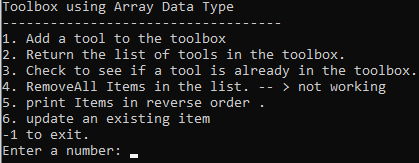 Toolbox using Array Data Type
-----------------------------------
1. Add a tool to the toolbox
2. Return the list of tools in the toolbox.
3. Check to see if a tool is already in the toolbox.
4. RemoveAll Items in the list. -- > not working
5. print Items in reverse order .
6. update an existing item
-1 to exit.
Enter a number: _